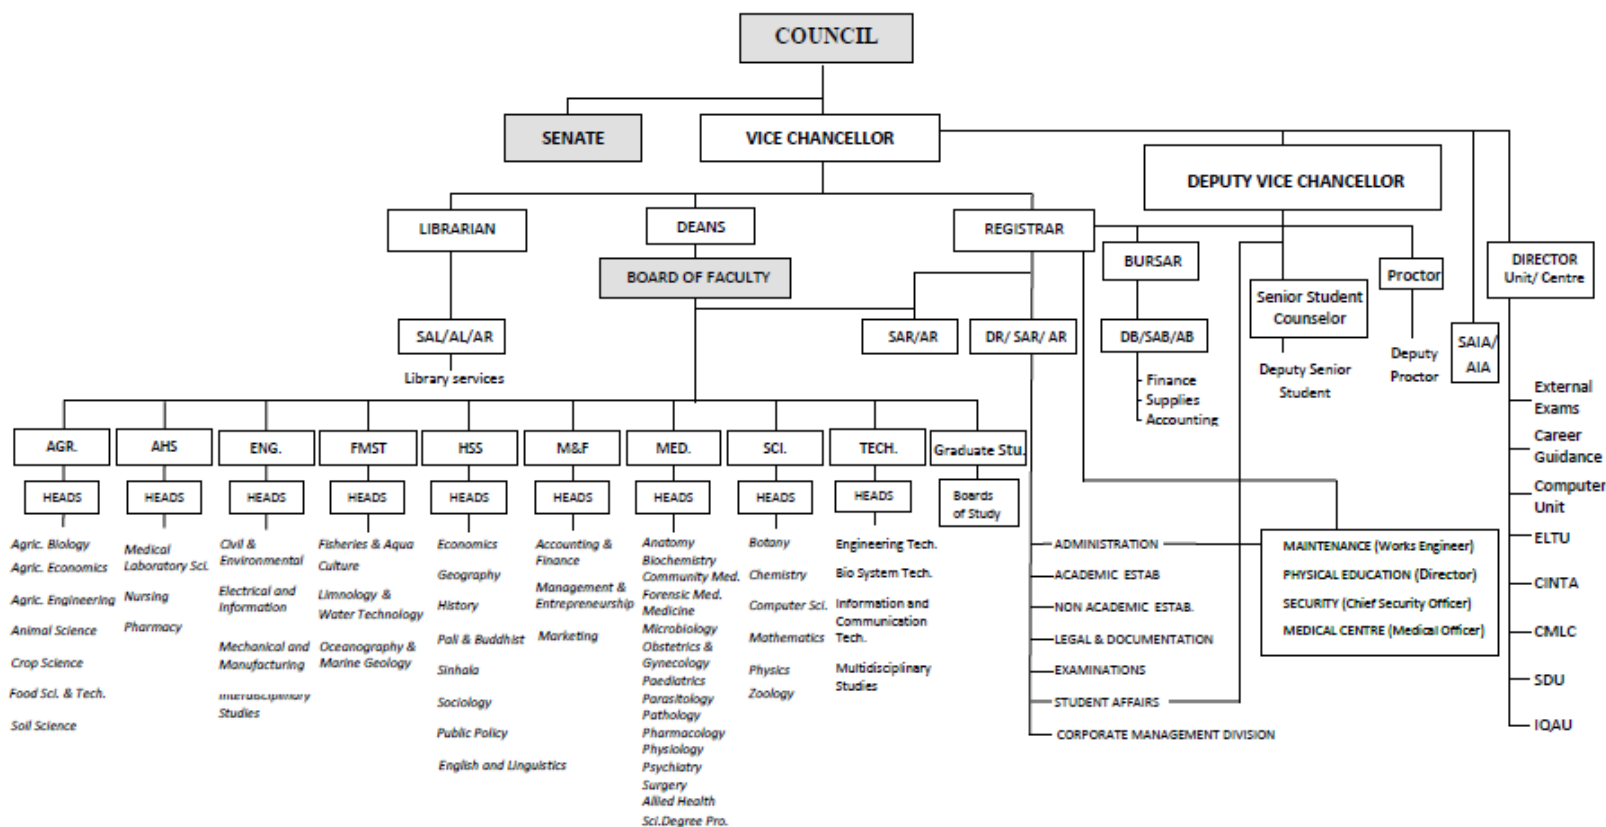 COUNCIL
SENATE
VICE CHANCELLOR
DEPUTY VICE CHANCELLOR
LIBRARIAN
DEANS
REGISTRAR
BOARD OF FACULTY
BURSAR
Proctor
DIRECTOR
Unit/ Centre
Senior Student
Counselor
SAL/AL/AR
SAR/AR
DR/ SAR/ AR
DB/SAB/AB
SAIA/
AIA
Library services
- Finance
- Supplies
- Accounting
Deputy Senior
Student
Deputy
Proctor
External
Exams
Career
Guidance
Computer
Unit
ELTU
CINTA
CMLC
SDU
IQAU
AGR.
AHS
ENG.
FMST
HSS
M&F
MED.
SCI.
TECH.
Graduate Stu.
HEADS
HEADS
HEADS
HEADS
HEADS
HEADS
HEADS
HEADS
HEADS
Boards
of Study
Agric. Biology
Agric. Economics
Agric. Engineering
Animal Science
Crop Science
Food Sci. & Tech.
Soil Science
Medical
Laboratory Sci.
Nursing
Pharmacy
Civil &
Environmental
Electrical and
Information
Mechanical and
Manufacturing
Interdisciplinary
Studies
Fisheries & Aqua
Culture
Limnology &
Water Technology
Oceanography &
Marine Geology
Economics
Geography
History
Pali & Buddhist
Sinhala
Sociology
Public Policy
English and Linguistics
Accounting &
Finance
Management &
Entrepreneurship
Marketing
Anatomy
Biochemistry
Community Med.
Forensic Med.
Medicine
Microbiology
Obstetrics &
Gynecology
Paediatrics
Parasitology
Pathology
Pharmacology
Physiology
Psychiatry
Surgery
Allied Health
Sci.Degree Pro.
Botany
Chemistry
Computer Sci.
Mathematics
Physics
Zoology
Engineering Tech.
Bio System Tech.
Information and
Communication
Tech.
Multidisciplinary
Studies
ADMINISTRATION
ACADEMIC ESTAB
NON ACADEMIC ESTAB.
LEGAL & DOCUMENTATION
EXAMINATIONS
STUDENT AFFAIRS
CORPORATE MANAGEMENT DIVISION
MAINTENANCE (Works Engineer)
PHYSICAL EDUCATION (Director)
SECURITY (Chief Security Officer)
MEDICAL CENTRE (Medical Officer)